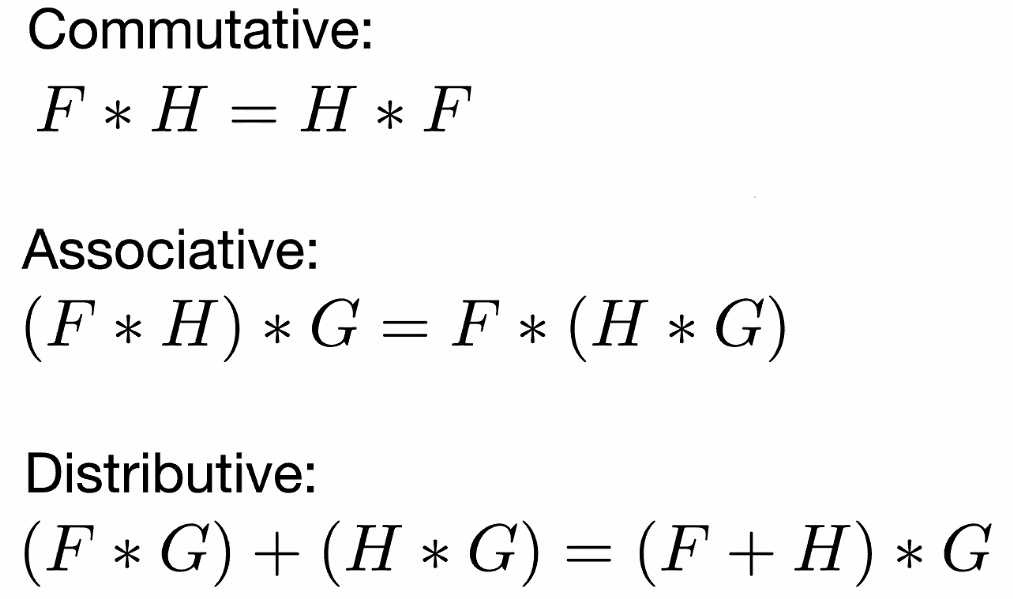 Commutative:
F * H = H * F
Associative:
(F * H) * G = F * (H * G)
Distributive:
(F * G) + (H * G) = (F + H) * G